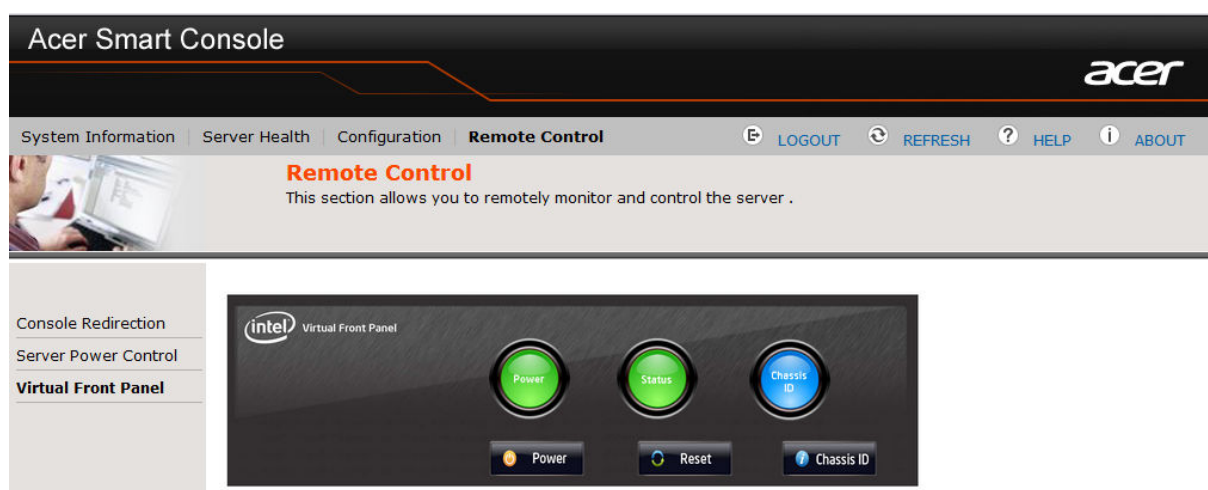 Acer Smart Console
acer
System Information Server Health Configuration Remote Control LOGOUT REFRESH ? HELP i ABOUT
Remote Control
This section allows you to remotely monitor and control the server .
Console Redirection
Server Power Control
Virtual Front Panel
intel Virtual Front Panel
Power
Status
Chassis
ID
Power Reset Chassis ID